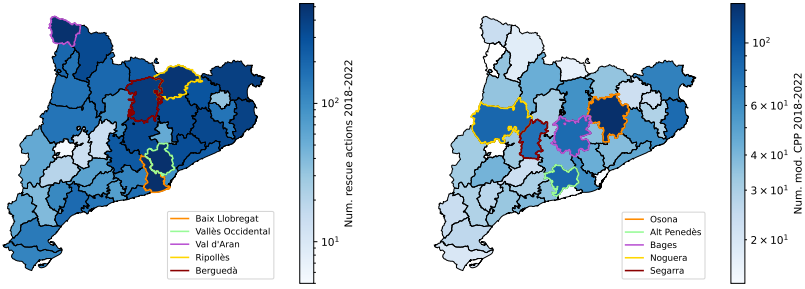 10²
10¹
Num. rescue actions 2018-2022
Baix Llobregat
Vallès Occidental
Val d'Aran
Ripollès
Berguedà
10²
6 × 10¹
4 × 10¹
3 × 10¹
2 × 10¹
Num. mod. CPP 2018-2022
Osona
Alt Penedès
Bages
Noguera
Segarra